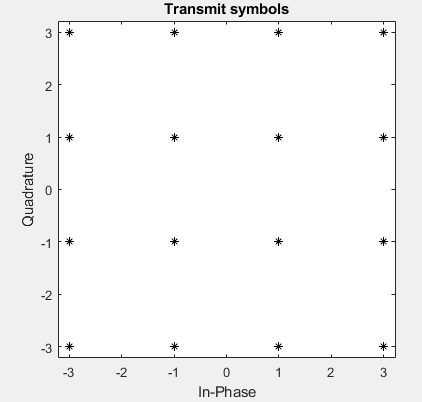 Transmit symbols
3
2
1
0
-1
-2
-3
Quadrature
-3 -2 -1 0 1 2 3
In-Phase